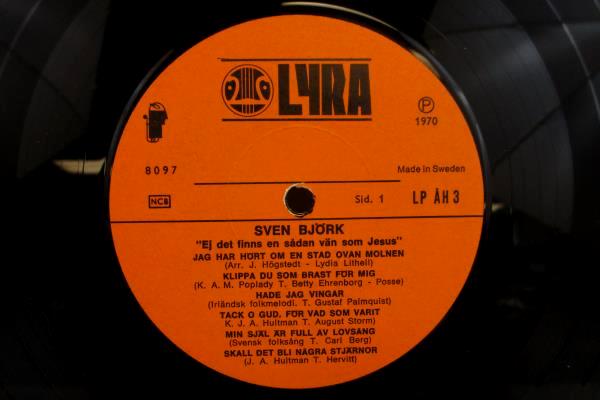 LYRA
℗
1970
8097
Made in Sweden
NCB
Sid. 1 LP ÅH 3
SVEN BJÖRK
"Ej det finns en sådan vän som Jesus"
JAG HAR HÖRT OM EN STAD OVAN MOLNEN
(Arr. J. Högstedt - Lydia Lithell)
KLIPPA DU SOM BRAST FÖR MIG
(K. A. M. Poplady T. Betty Ehrenborg - Posse)
HADE JAG VINGAR
(Irländsk folkmelodi. T. Gustaf Palmquist)
TACK O GUD, FÖR VAD SOM VARIT
K. J. A. Hultman T. August Storm)
MIN SJÄL ÄR FULL AV LOVSÅNG
(Svensk folksång T. Carl Berg)
SKALL DET BLI NÅGRA STJÄRNOR
(J. A. Hultman T. Hervitt)